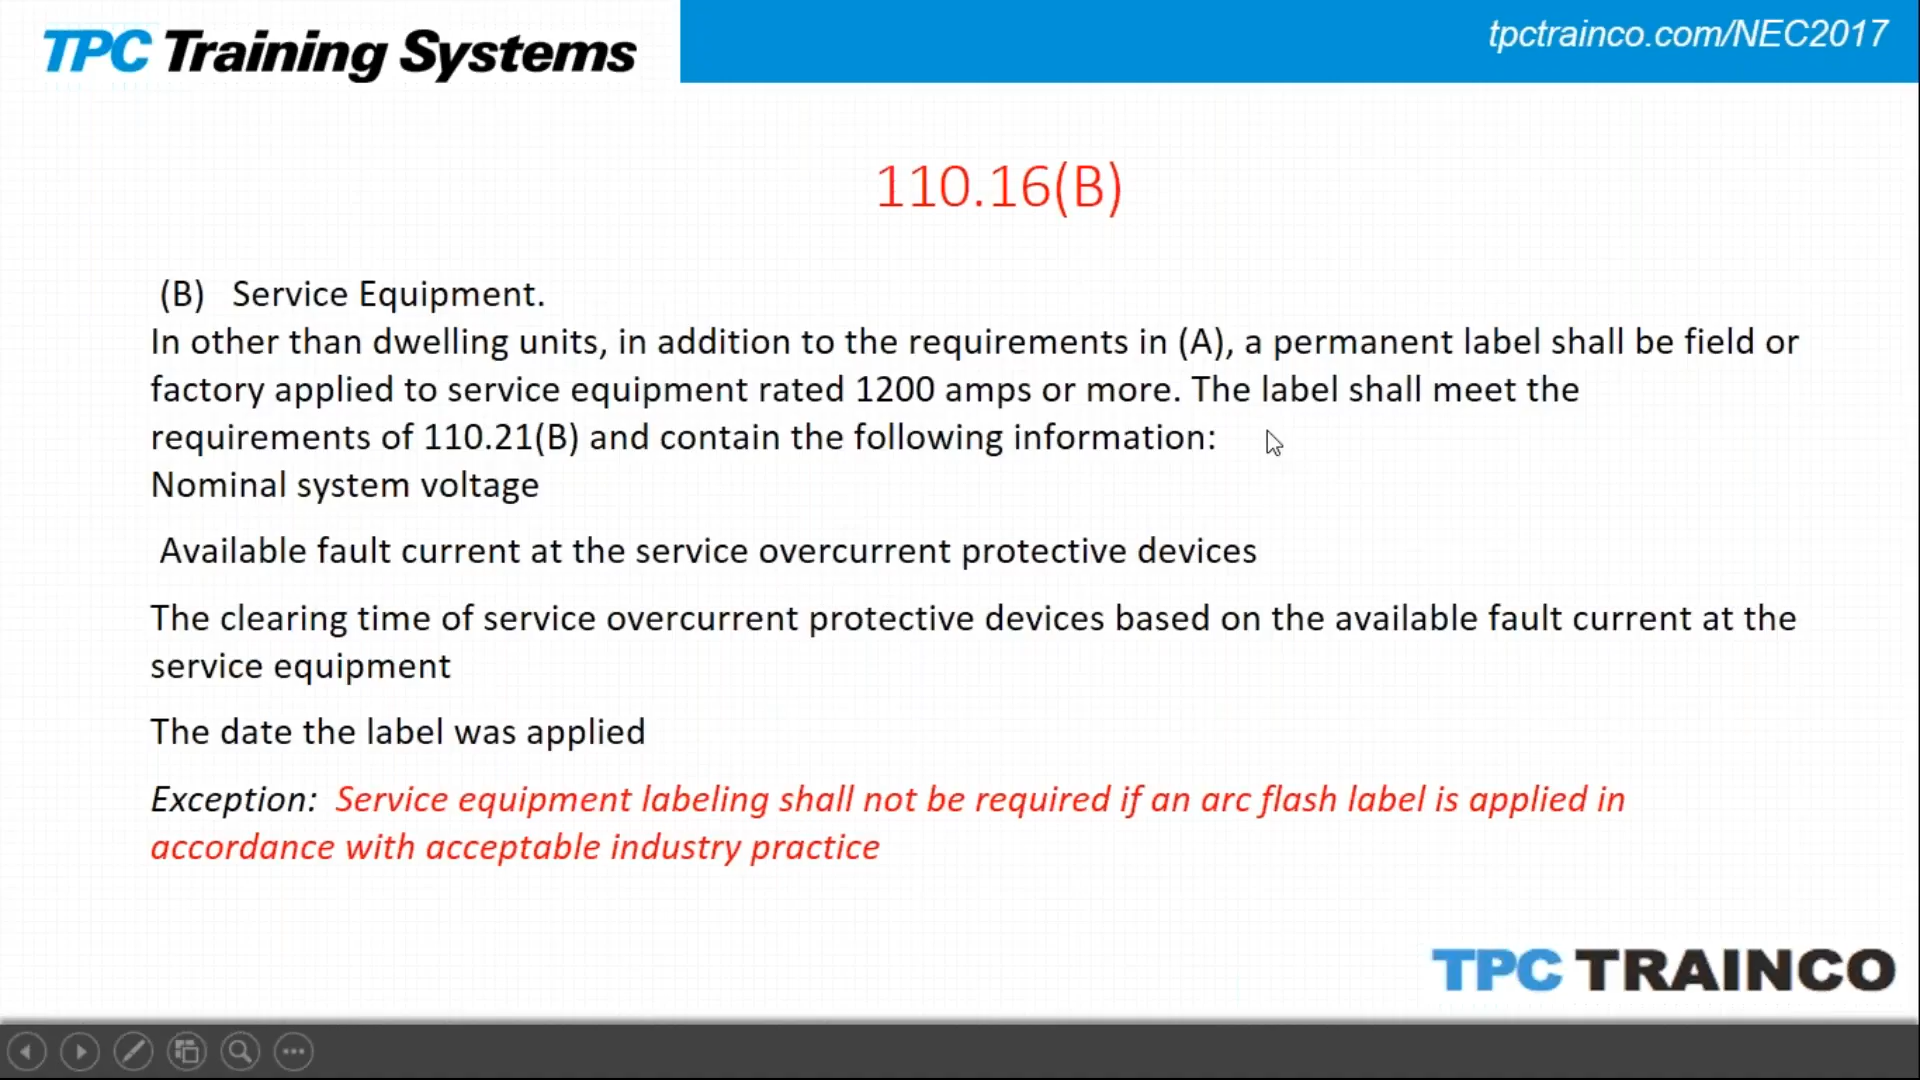 TPC Training Systems
tpctrainco.com/NEC2017
110.16(B)
(B) Service Equipment.
In other than dwelling units, in addition to the requirements in (A), a permanent label shall be field or
factory applied to service equipment rated 1200 amps or more. The label shall meet the
requirements of 110.21(B) and contain the following information:
Nominal system voltage
Available fault current at the service overcurrent protective devices
The clearing time of service overcurrent protective devices based on the available fault current at the
service equipment
The date the label was applied
Exception: Service equipment labeling shall not be required if an arc flash label is applied in
accordance with acceptable industry practice
TPC TRAINCO